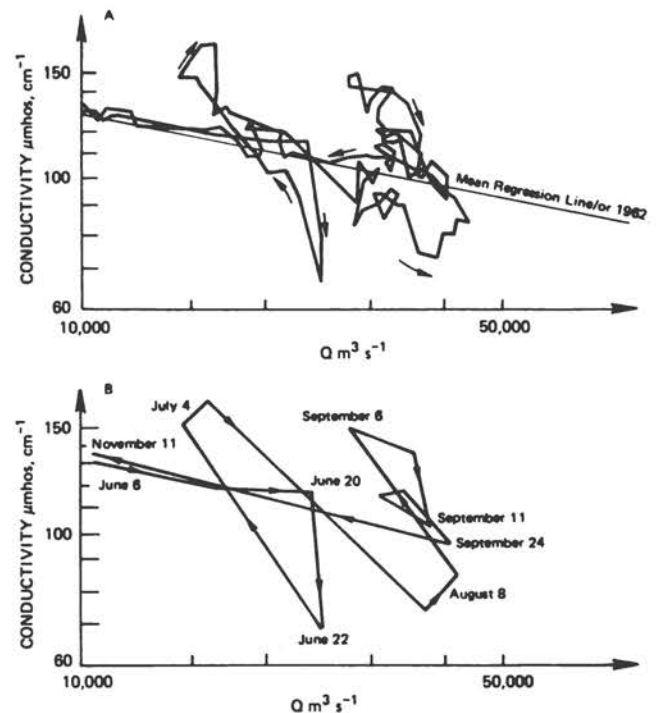 A
CONDUCTIVITY µmhos, cm⁻¹
150
100
60
Mean Regression Line/or 1962
10,000
50,000
Q m³ s⁻¹
B
CONDUCTIVITY µmhos, cm⁻¹
150
100
60
July 4
September 6
November 11
June 6
June 20
September 11
September 24
August 8
June 22
10,000
50,000
Q m³ s⁻¹